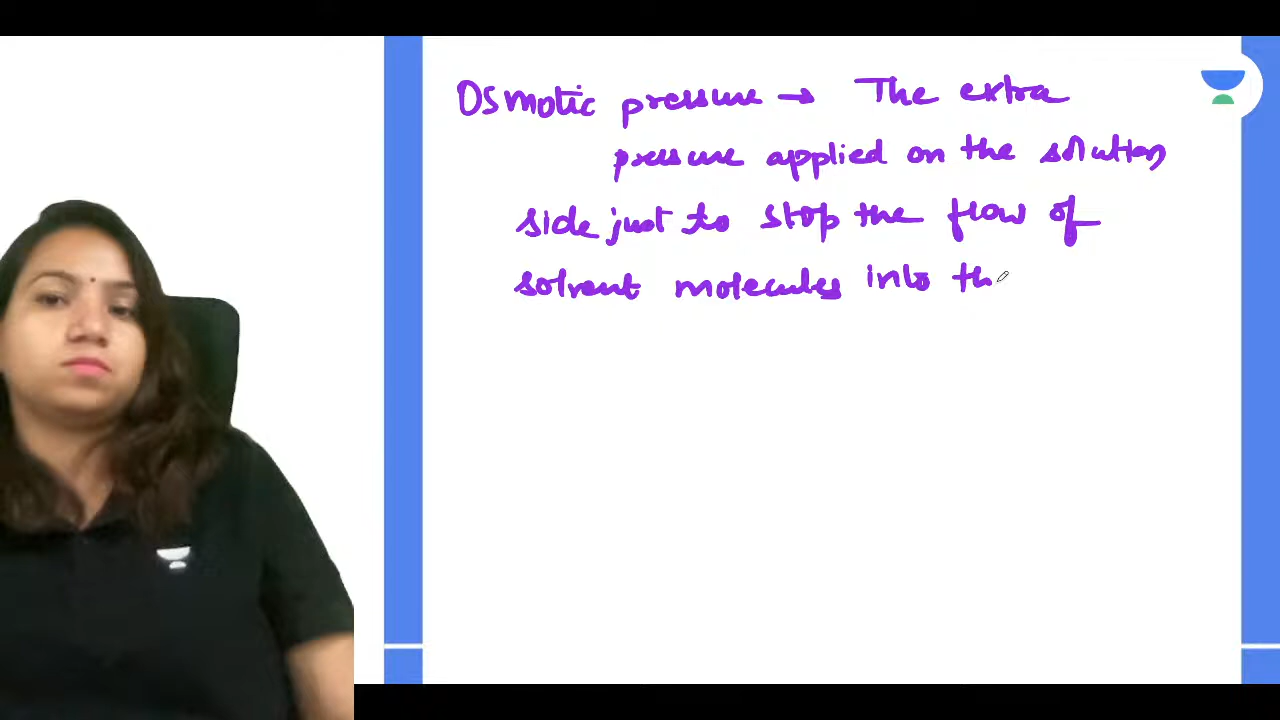 Osmotic pressure → The extra
pressure applied on the solution
side just to stop the flow of
solvent molecules into th